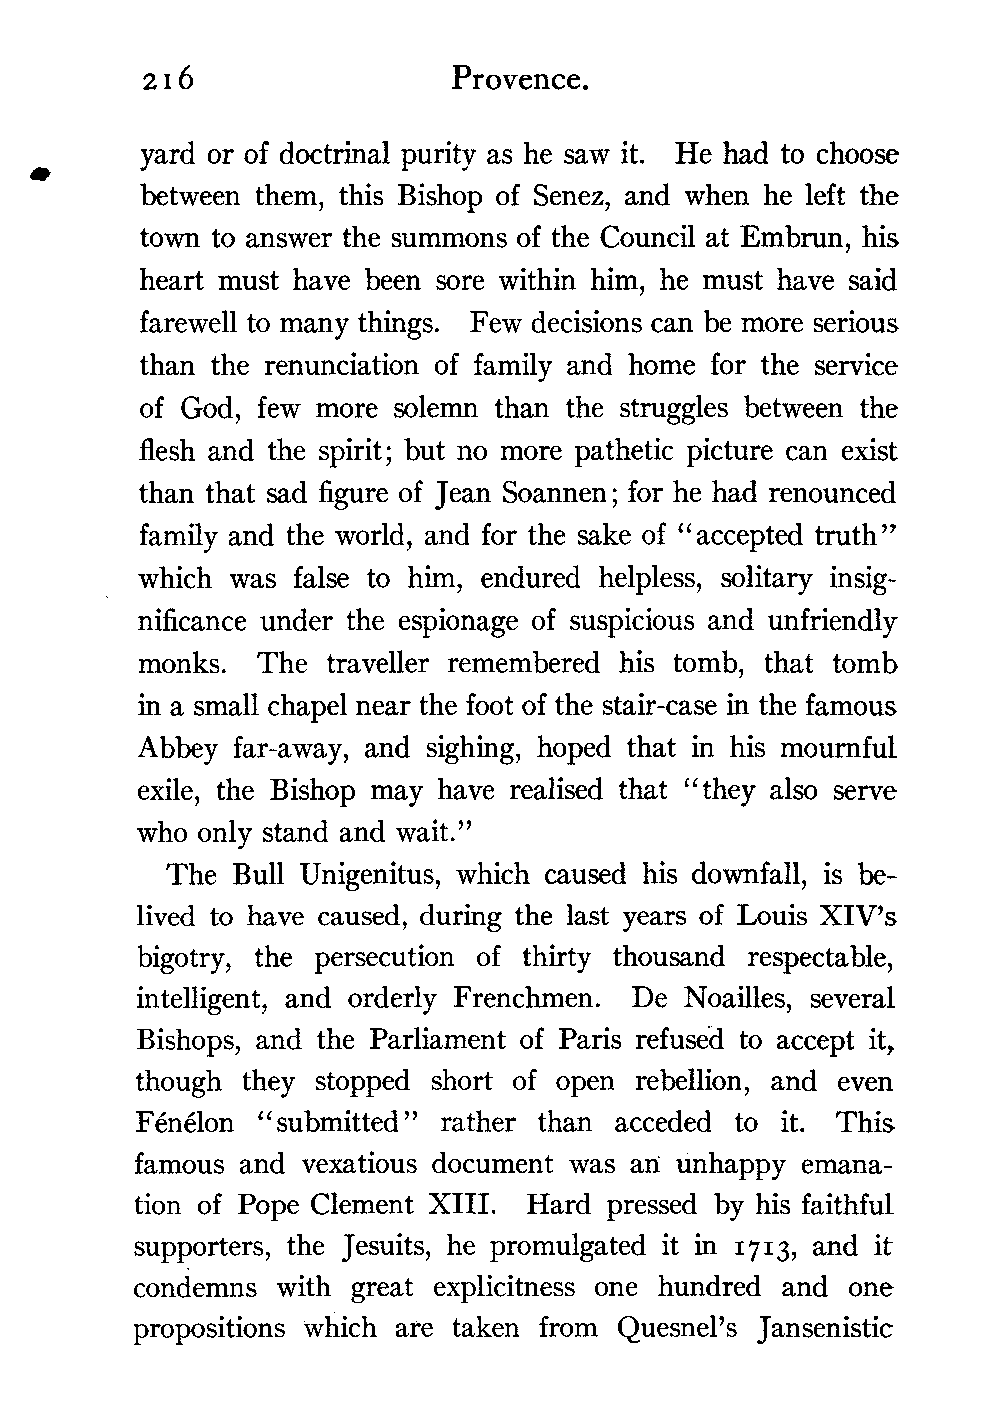 216 Provence.
yard or of doctrinal purity as he saw it. He had to choose
between them, this Bishop of Senez, and when he left the
town to answer the summons of the Council at Embrun, his
heart must have been sore within him, he must have said
farewell to many things. Few decisions can be more serious
than the renunciation of family and home for the service
of God, few more solemn than the struggles between the
flesh and the spirit; but no more pathetic picture can exist
than that sad figure of Jean Soannen; for he had renounced
family and the world, and for the sake of “accepted truth”
which was false to him, endured helpless, solitary insig-
nificance under the espionage of suspicious and unfriendly
monks. The traveller remembered his tomb, that tomb
in a small chapel near the foot of the stair-case in the famous
Abbey far-away, and sighing, hoped that in his mournful
exile, the Bishop may have realised that “they also serve
who only stand and wait.”
The Bull Unigenitus, which caused his downfall, is be-
lived to have caused, during the last years of Louis XIV’s
bigotry, the persecution of thirty thousand respectable,
intelligent, and orderly Frenchmen. De Noailles, several
Bishops, and the Parliament of Paris refused to accept it,
though they stopped short of open rebellion, and even
Fénélon “submitted” rather than acceded to it. This
famous and vexatious document was an unhappy emana-
tion of Pope Clement XIII. Hard pressed by his faithful
supporters, the Jesuits, he promulgated it in 1713, and it
condemns with great explicitness one hundred and one
propositions which are taken from Quesnel’s Jansenistic